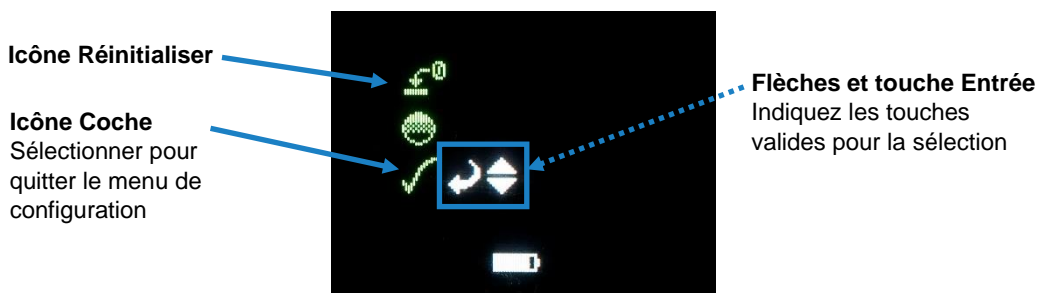 Icône Réinitialiser
Icône Coche
Sélectionner pour
quitter le menu de
configuration
0
Flèches et touche Entrée
Indiquez les touches
valides pour la sélection